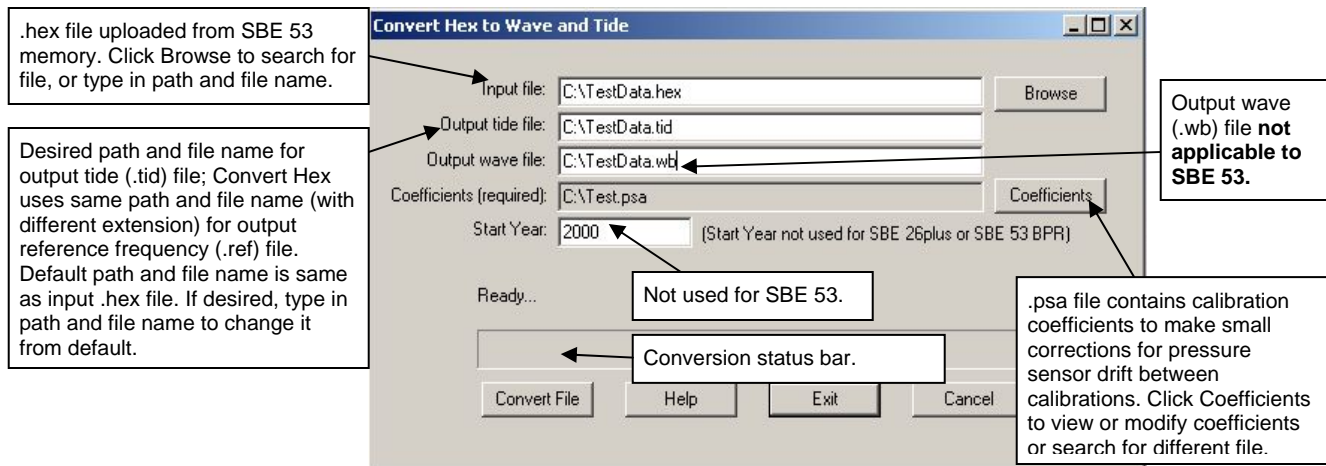 .hex file uploaded from SBE 53
memory. Click Browse to search for
file, or type in path and file name.
Desired path and file name for
output tide (.tid) file; Convert Hex
uses same path and file name (with
different extension) for output
reference frequency (.ref) file.
Default path and file name is same
as input .hex file. If desired, type in
path and file name to change it
from default.
Convert Hex to Wave and Tide
Input file: C:\TestData.hex Browse
Output tide file: C:\TestData.tid
Output wave file: C:\TestData.wb
Coefficients (required): C:\Test.psa Coefficients
Start Year: 2000 (Start Year not used for SBE 26plus or SBE 53 BPR)
Ready...
Not used for SBE 53.
Conversion status bar.
Convert File Help Exit Cancel
Output wave
(.wb) file not
applicable to
SBE 53.
.psa file contains calibration
coefficients to make small
corrections for pressure
sensor drift between
calibrations. Click Coefficients
to view or modify coefficients
or search for different file.